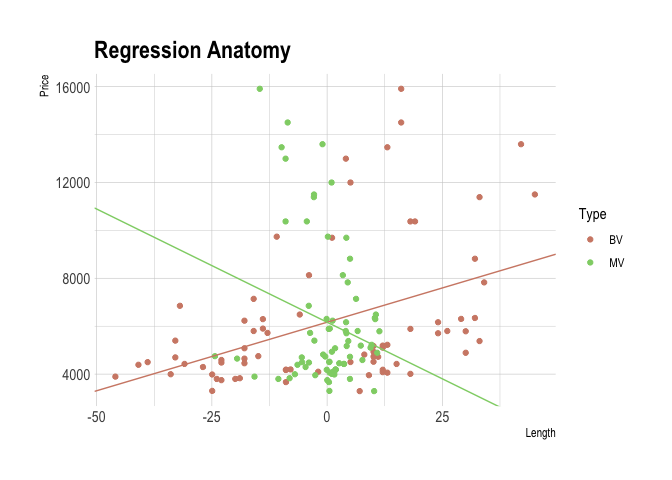 Regression Anatomy
Price
16000
12000
8000
4000
-50
-25
0
25
Length
Type
BV
MV